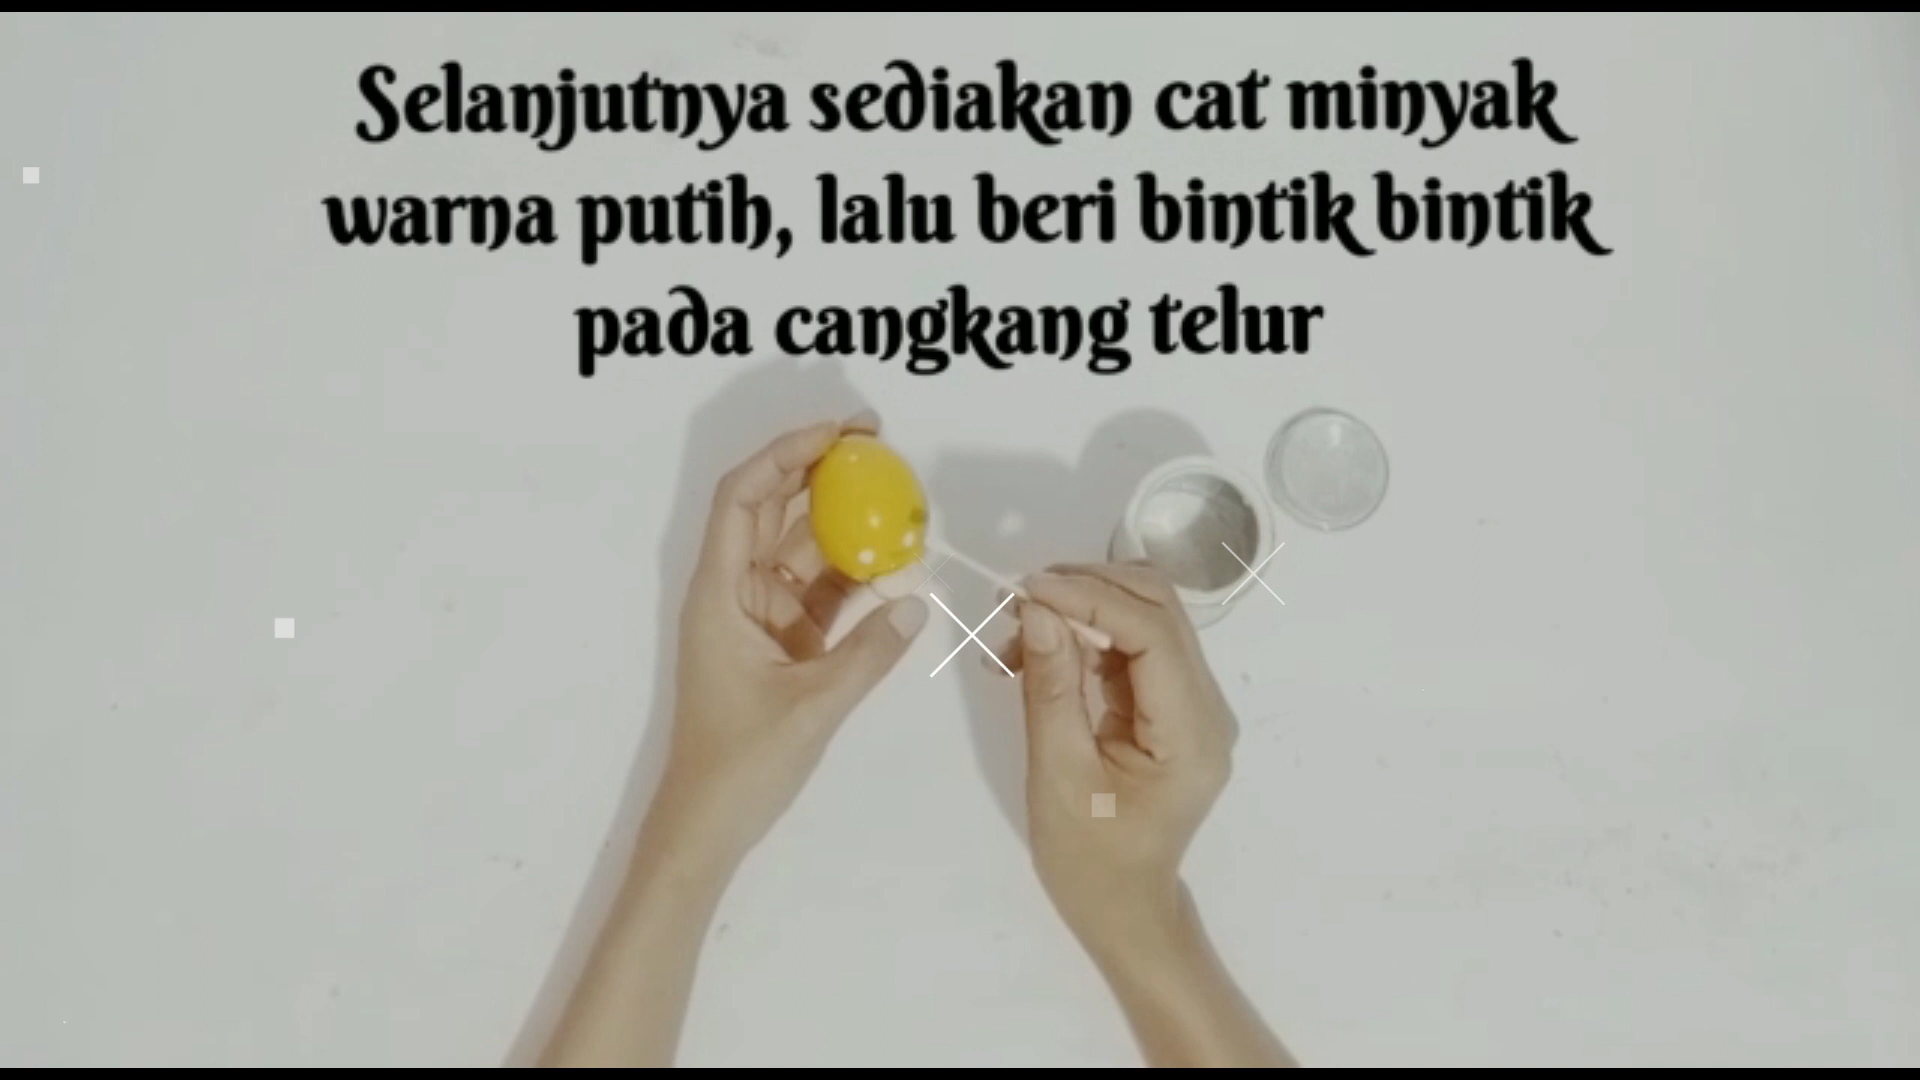 Selanjutnya sediakan cat minyak
warna putih, lalu beri bintik bintik
pada cangkang telur